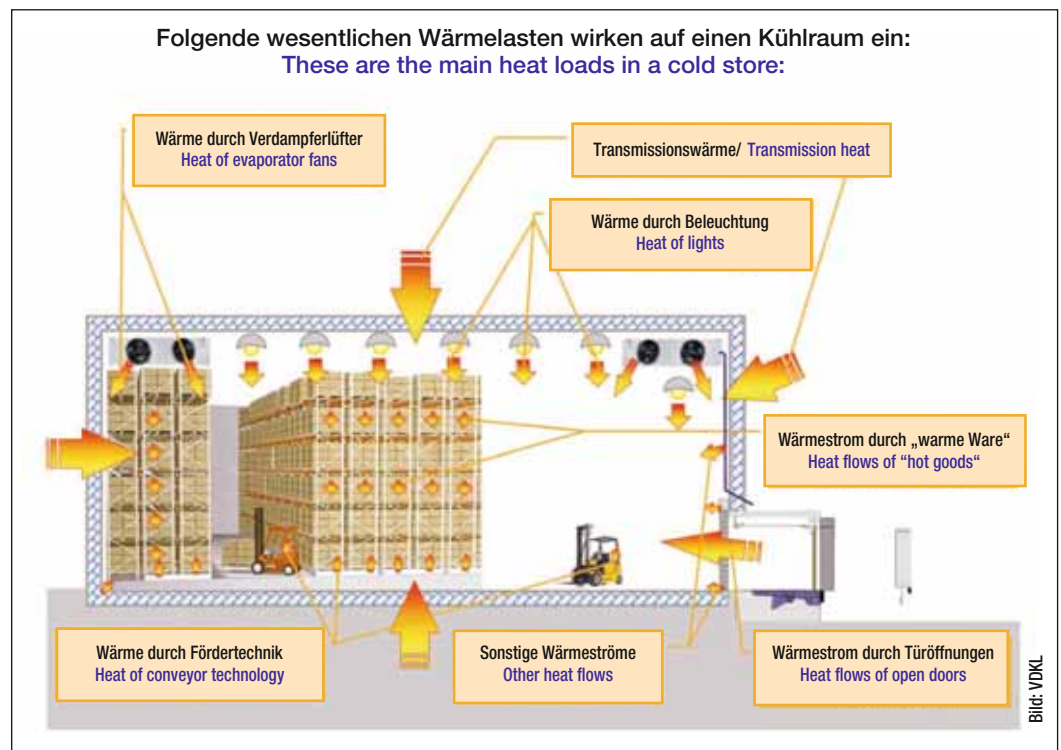 Folgende wesentlichen Wärmelasten wirken auf einen Kühlraum ein:
These are the main heat loads in a cold store:
Wärme durch Verdampferlüfter
Heat of evaporator fans
Transmissionswärme/ Transmission heat
Wärme durch Beleuchtung
Heat of lights
Wärmestrom durch „warme Ware“
Heat flows of “hot goods“
Wärme durch Fördertechnik
Heat of conveyor technology
Sonstige Wärmeströme
Other heat flows
Wärmestrom durch Türöffnungen
Heat flows of open doors
Bild: VDKL